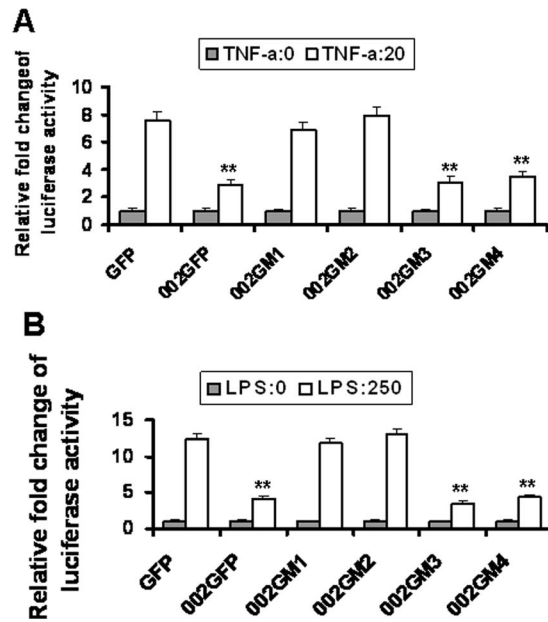 A
TNF-a:0 TNF-a:20
Relative fold changeof
luciferase activity
10
8
6
4
2
0
**
**
**
GFP
002GFP
002GM1
002GM2
002GM3
002GM4
B
LPS:0 LPS:250
Relative fold change of
luciferase activity
15
10
5
0
**
**
**
GFP
002GFP
002GM1
002GM2
002GM3
002GM4